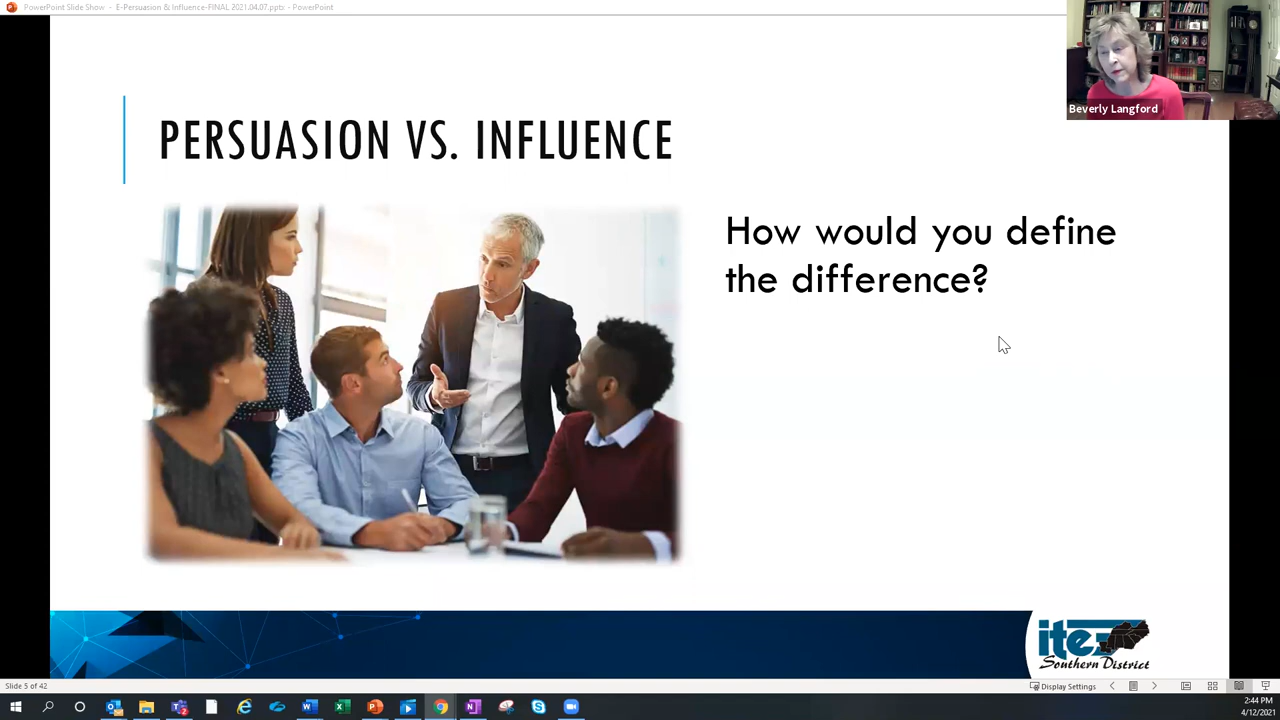 PowerPoint Slide Show - E-Persuasion & Influence-FINAL 2021.04.07.pptx - PowerPoint
Beverly Langford
PERSUASION VS. INFLUENCE
How would you define
the difference?
ite
Southern District
Slide 5 of 42
Display Settings
2:44 PM
4/12/2021